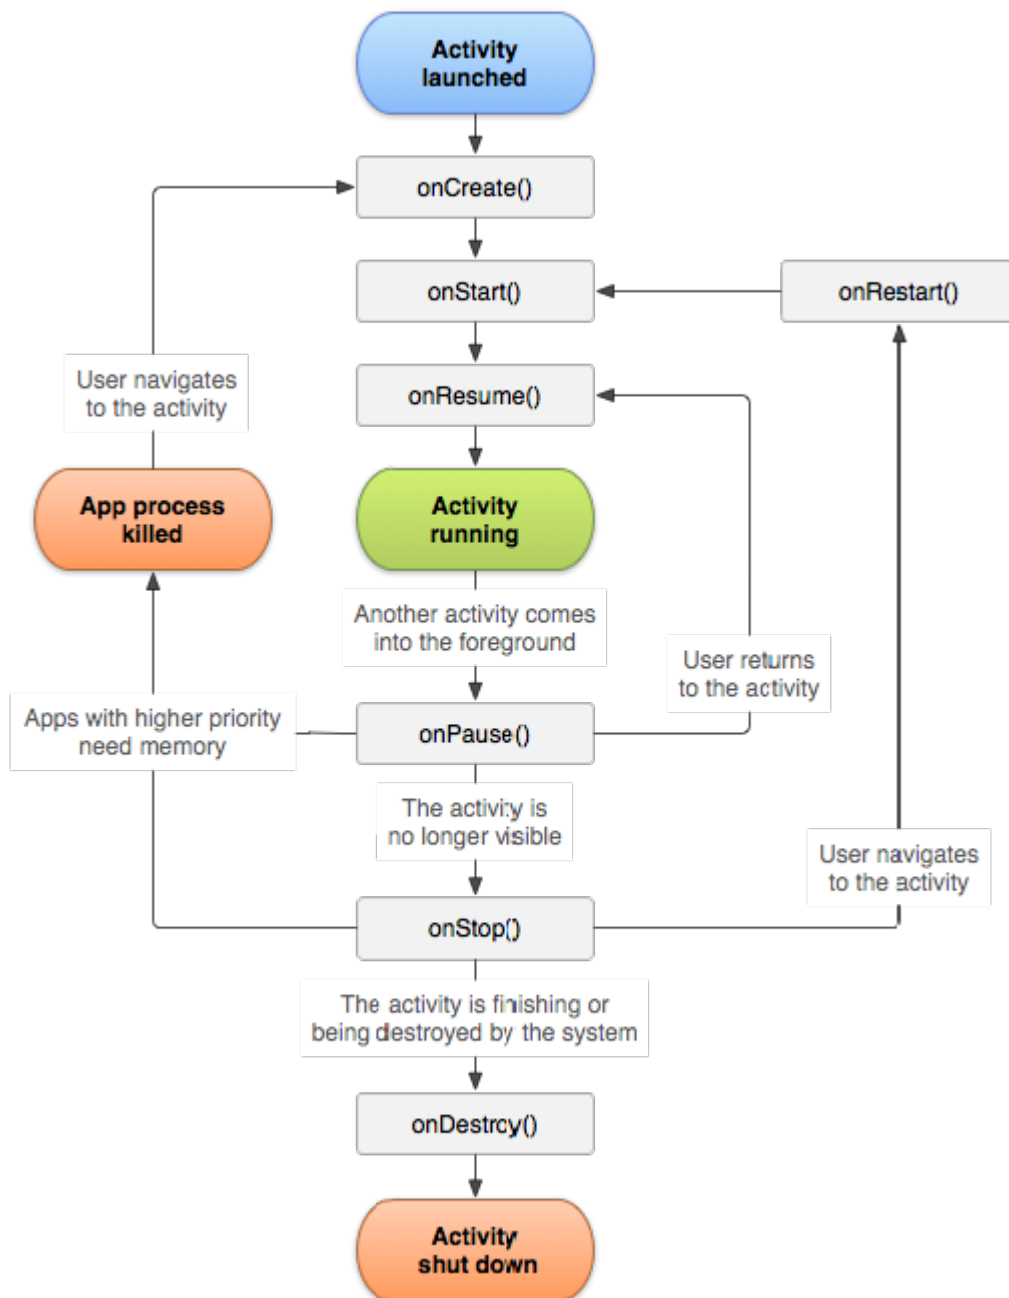 Activity
launched
onCreate()
onStart()
onRestart()
User navigates
to the activity
onResume()
App process
killed
Activity
running
Another activity comes
into the foreground
User returns
to the activity
Apps with higher priority
need memory
onPause()
The activity is
no longer visible
User navigates
to the activity
onStop()
The activity is finishing or
being destroyed by the system
onDestroy()
Activity
shut down